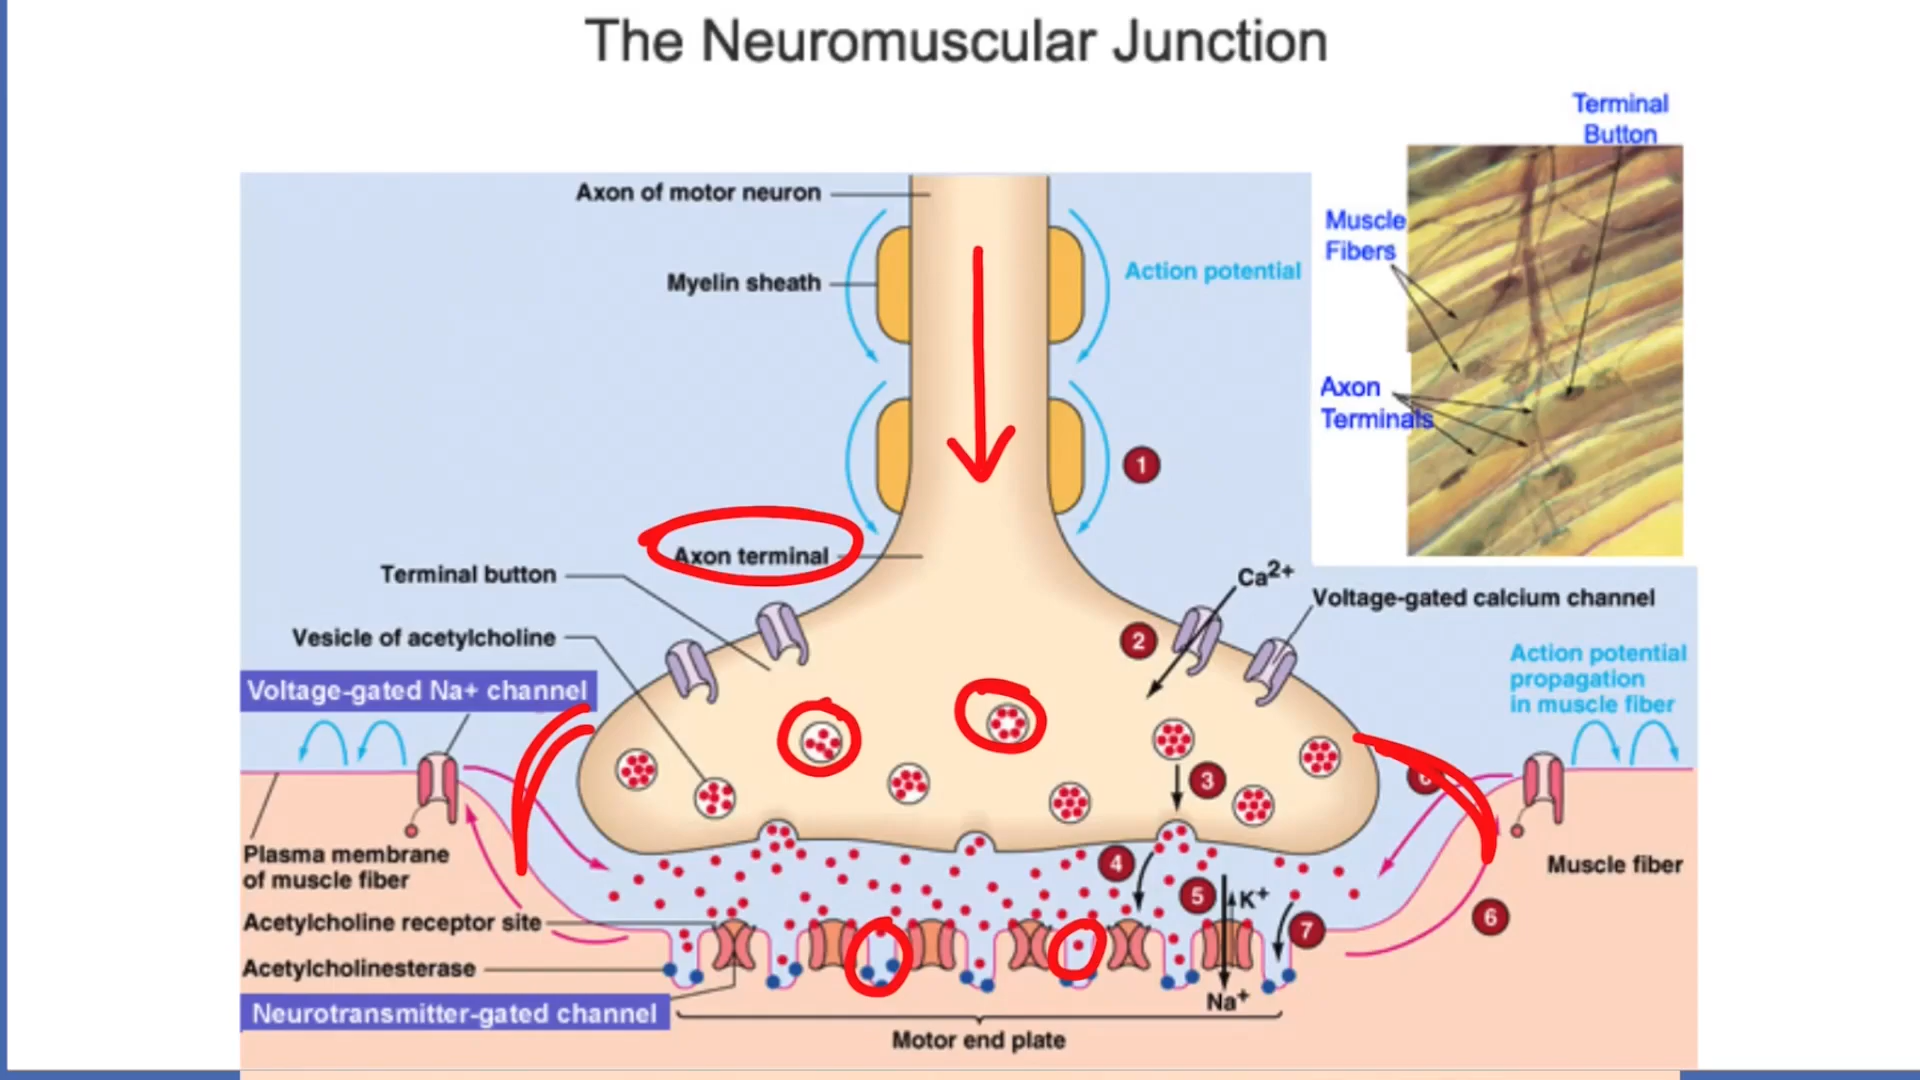 The Neuromuscular Junction
Terminal
Button
Axon of motor neuron
Muscle
Fibers
Myelin sheath
Action potential
Axon
Terminals
1
Axon terminal
Terminal button
Ca2+
Voltage-gated calcium channel
Vesicle of acetylcholine
2
Action potential
propagation
in muscle fiber
Voltage-gated Na+ channel
3
6
Plasma membrane
of muscle fiber
4
Muscle fiber
5
K+
Acetylcholine receptor site
7
6
Acetylcholinesterase
Na+
Neurotransmitter-gated channel
Motor end plate